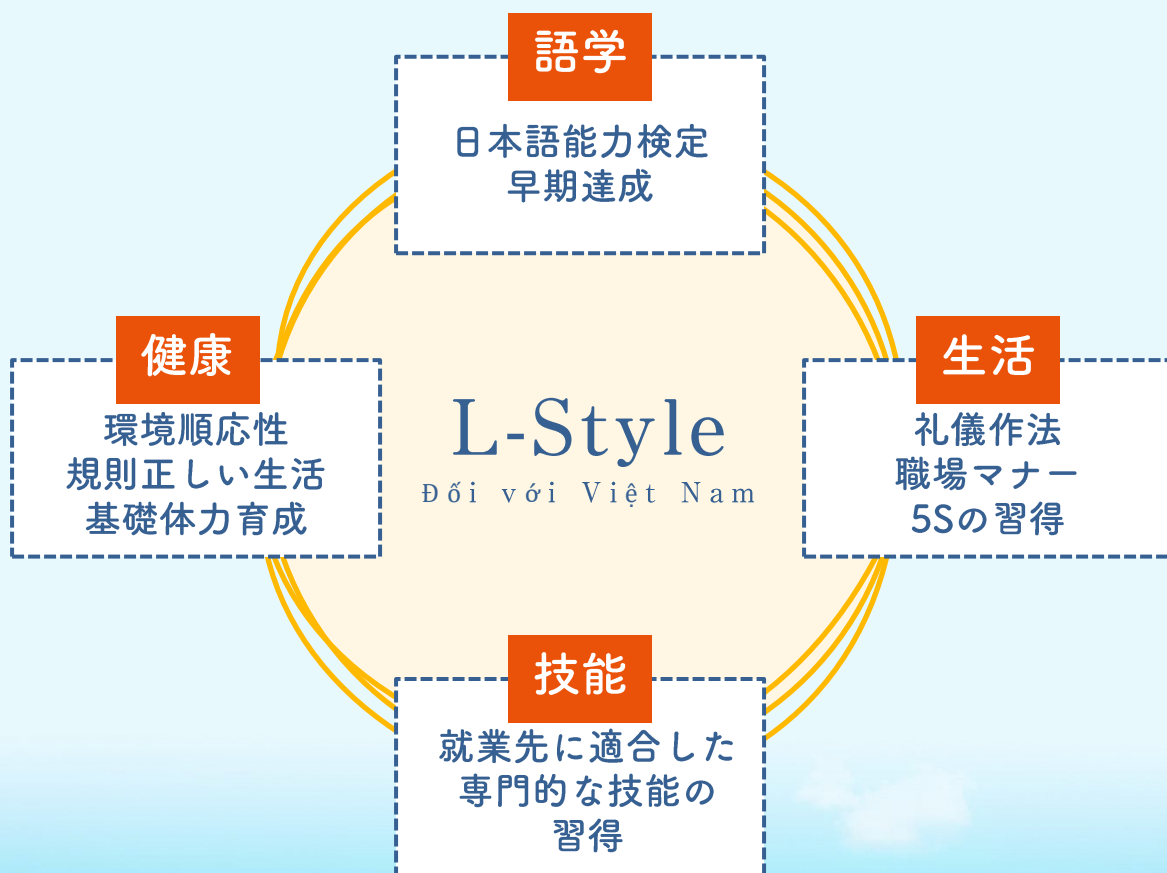 語学
日本語能力検定
早期達成
健康
環境順応性
規則正しい生活
基礎体力育成
L-Style
Đối với Việt Nam
生活
礼儀作法
職場マナー
5Sの習得
技能
就業先に適合した
専門的な技能の
習得